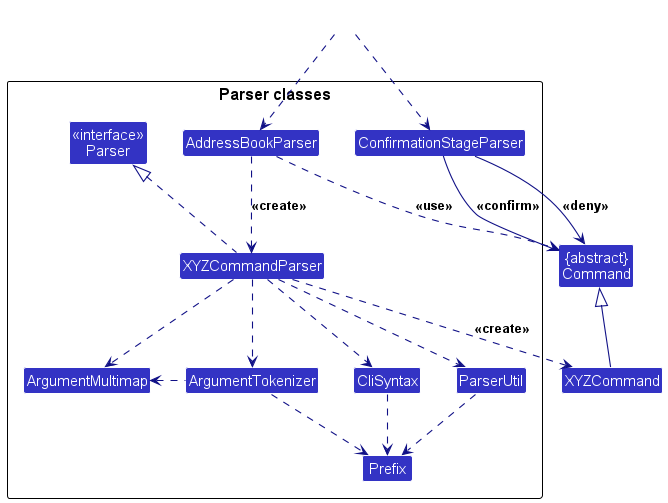 Parser classes
«interface»
Parser
AddressBookParser
ConfirmationStageParser
«create»
«use»
«confirm»
«deny»
XYZCommandParser
{abstract}
Command
«create»
ArgumentMultimap
ArgumentTokenizer
CliSyntax
ParserUtil
XYZCommand
Prefix